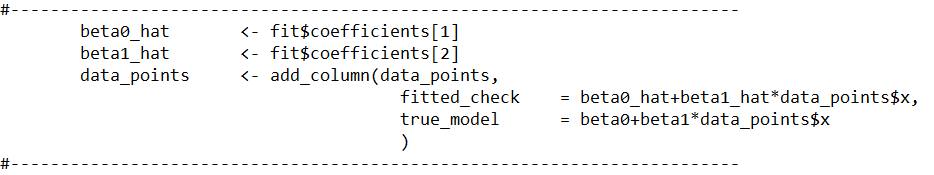 #-------------------------------------------------------------------------
beta0_hat <- fit$coefficients[1]
beta1_hat <- fit$coefficients[2]
data_points <- add_column(data_points,
fitted_check = beta0_hat+beta1_hat*data_points$x,
true_model = beta0+beta1*data_points$x
)
#-------------------------------------------------------------------------